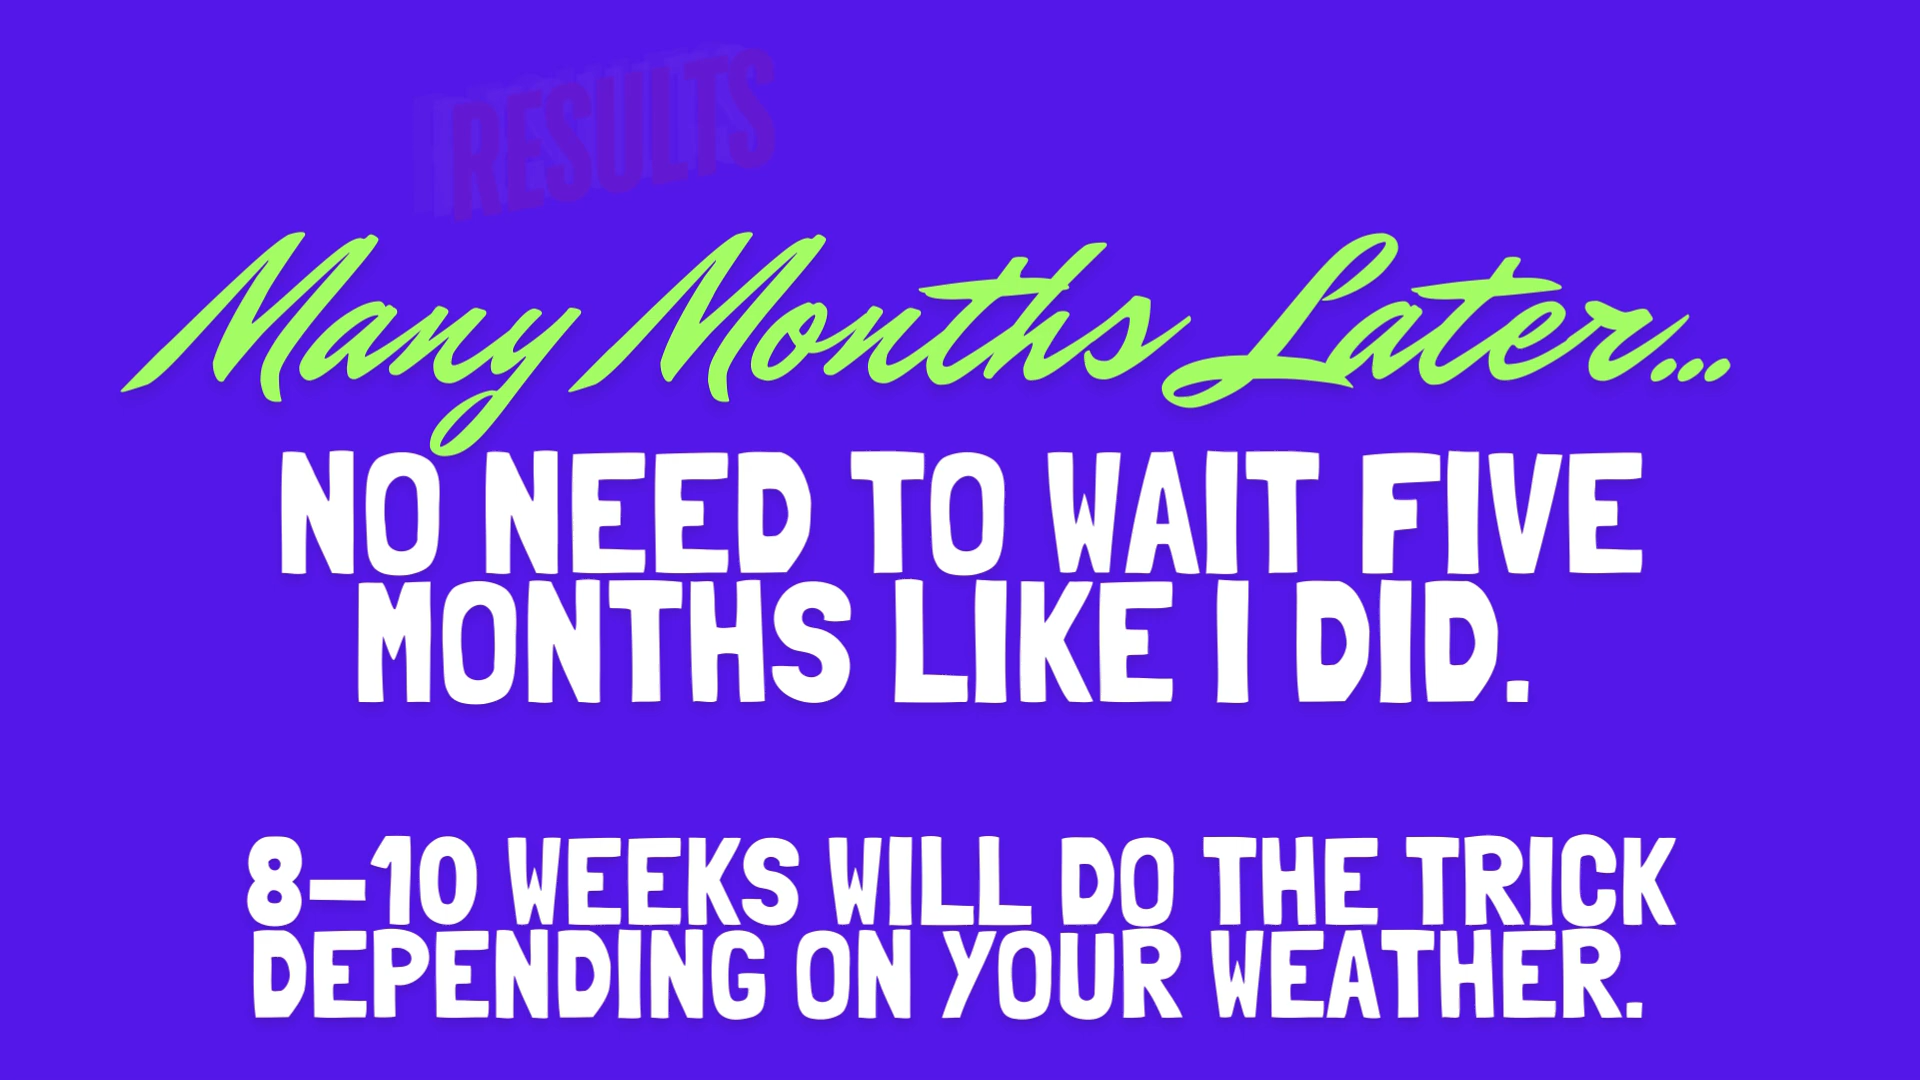 RESULTS
Many Months Later...
NO NEED TO WAIT FIVE
MONTHS LIKE I DID.
8–10 WEEKS WILL DO THE TRICK
DEPENDING ON YOUR WEATHER.